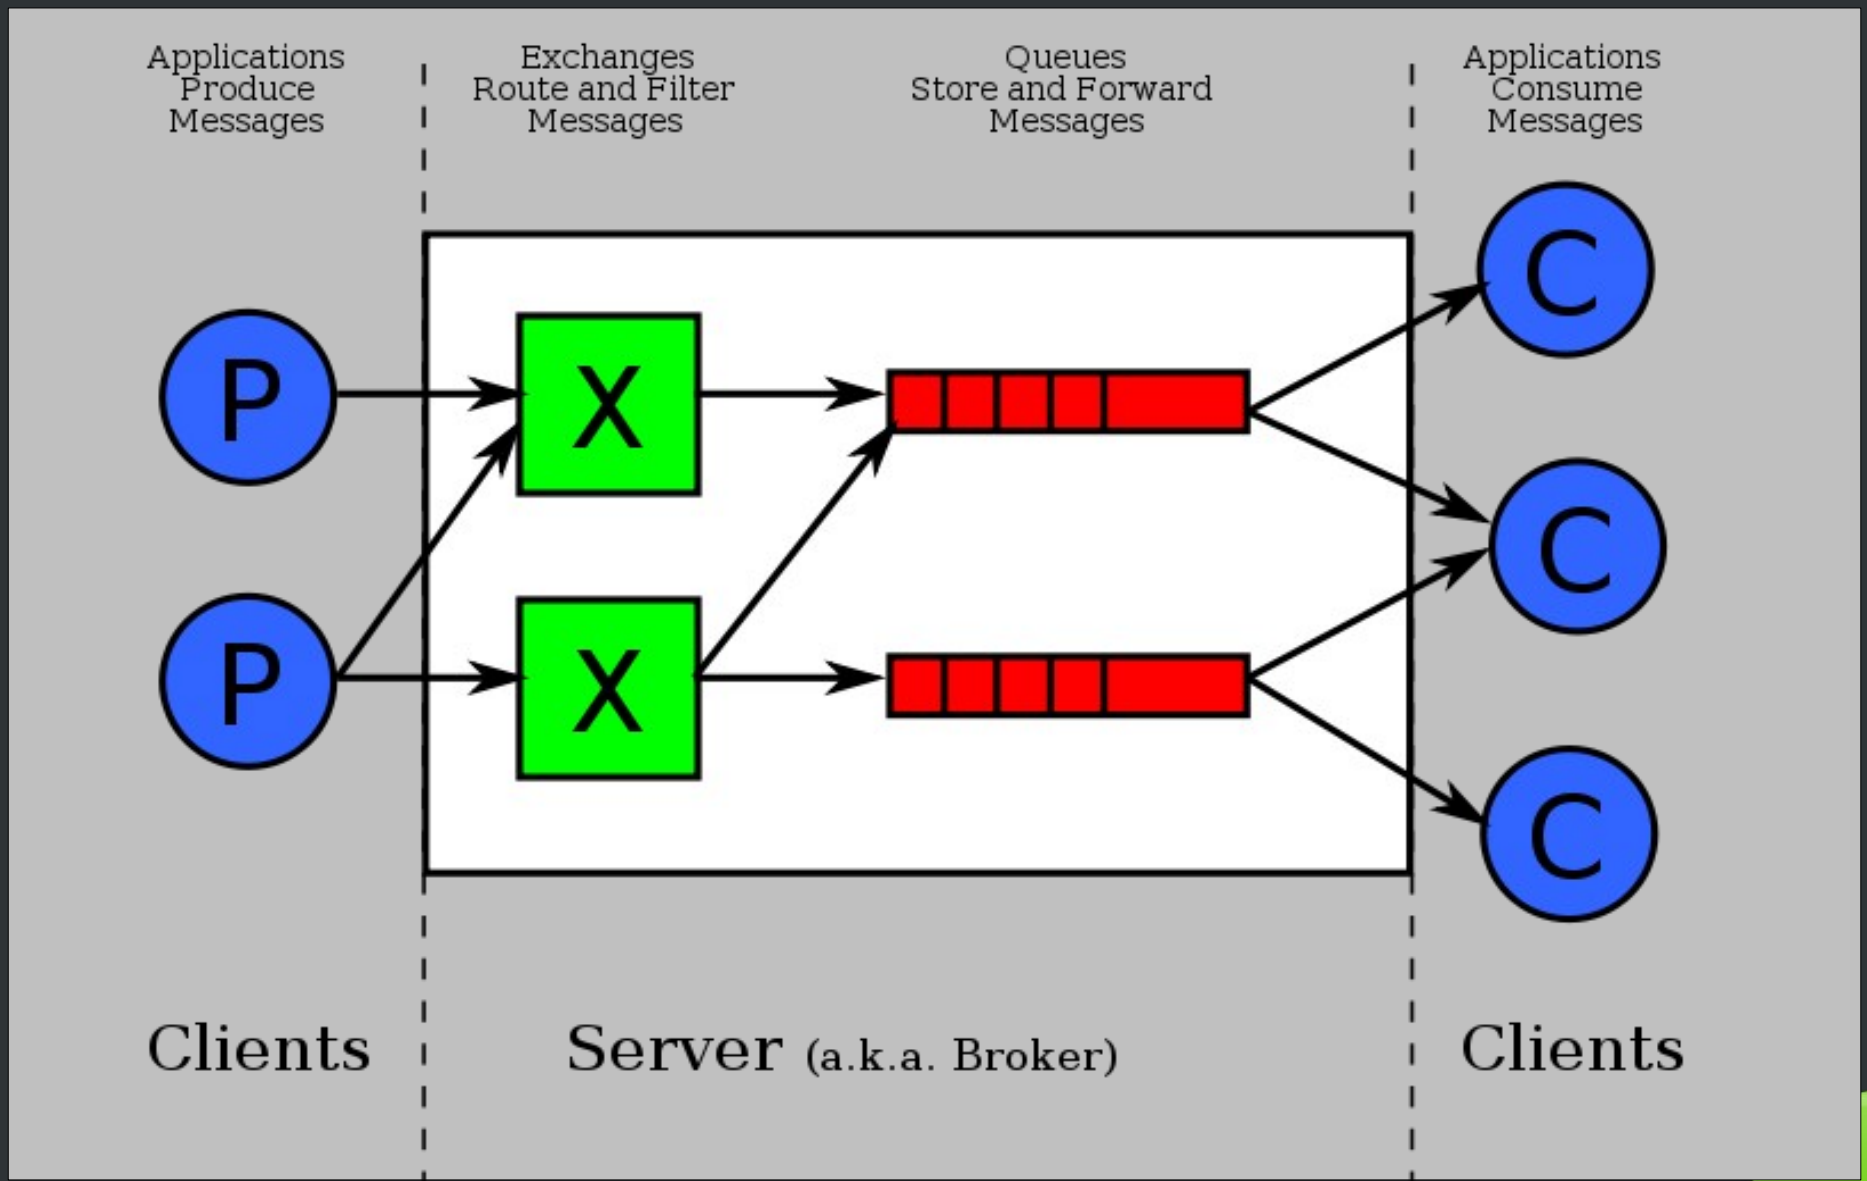 Applications
Produce
Messages
Exchanges
Route and Filter
Messages
Queues
Store and Forward
Messages
Applications
Consume
Messages
P
P
X
X
C
C
C
Clients
Server (a.k.a. Broker)
Clients